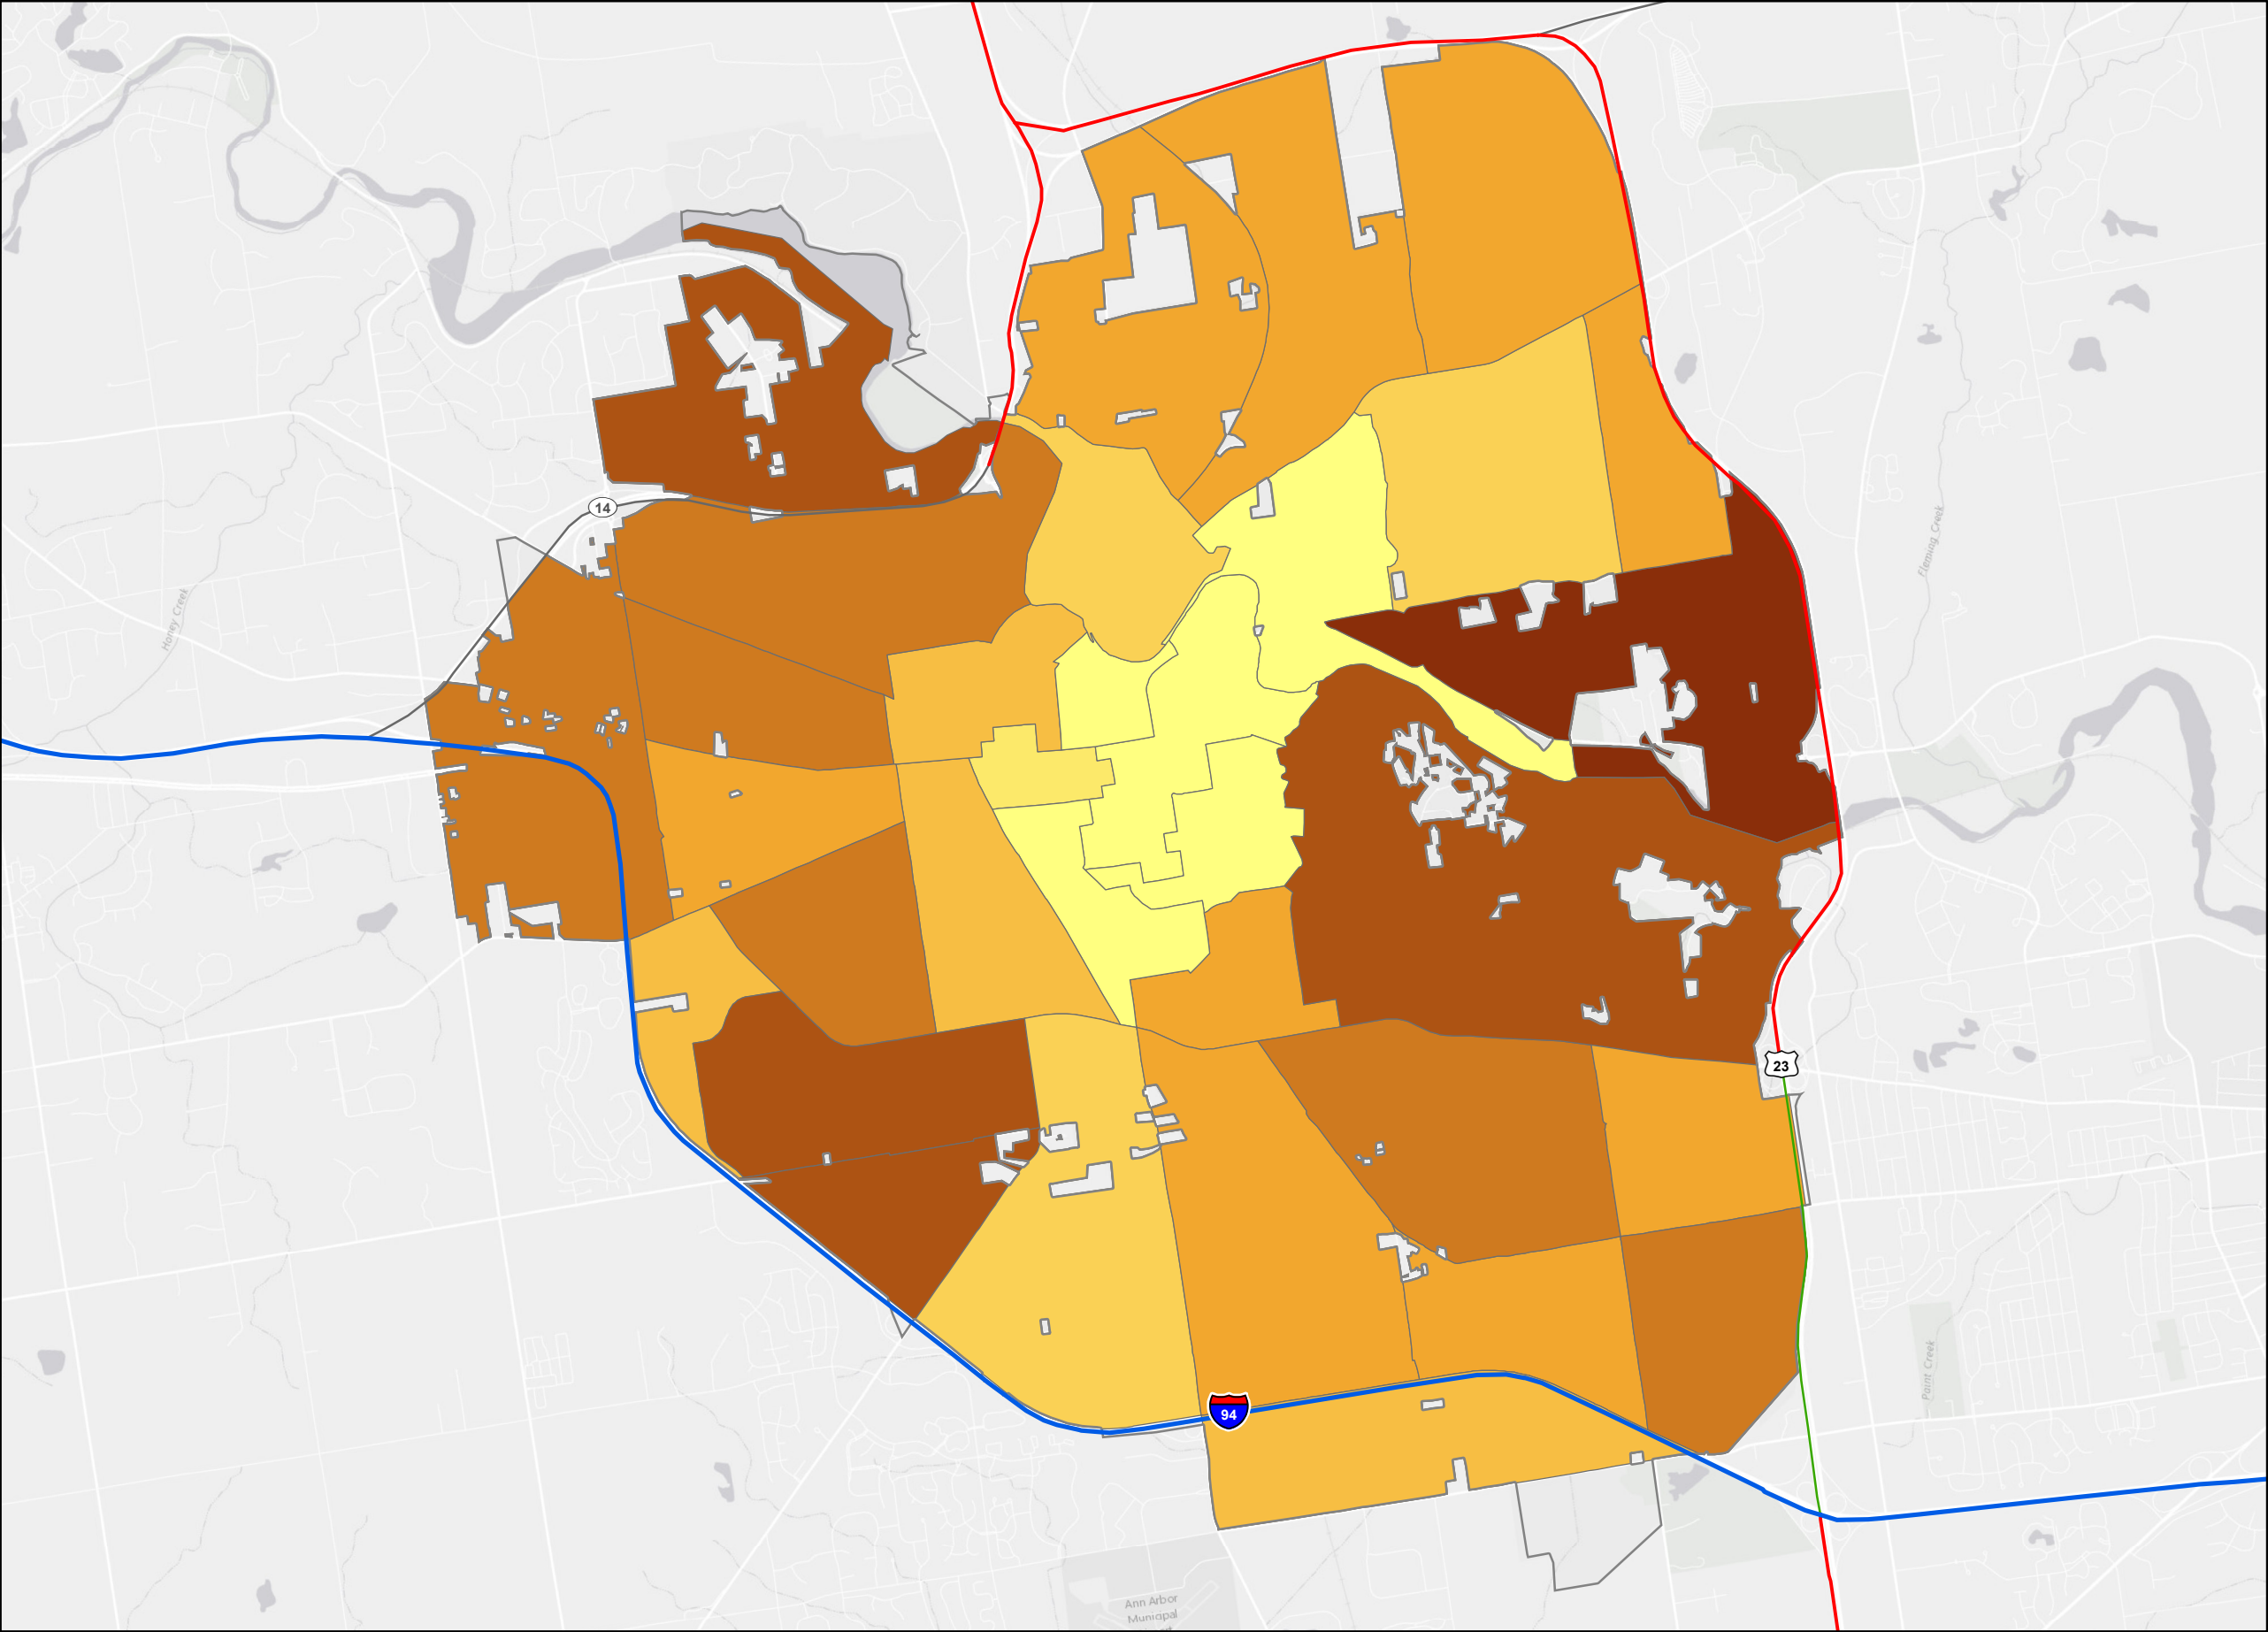 14
Honey Creek
Fleming Creek
23
Paint Creek
94
Ann Arbor
Municipal